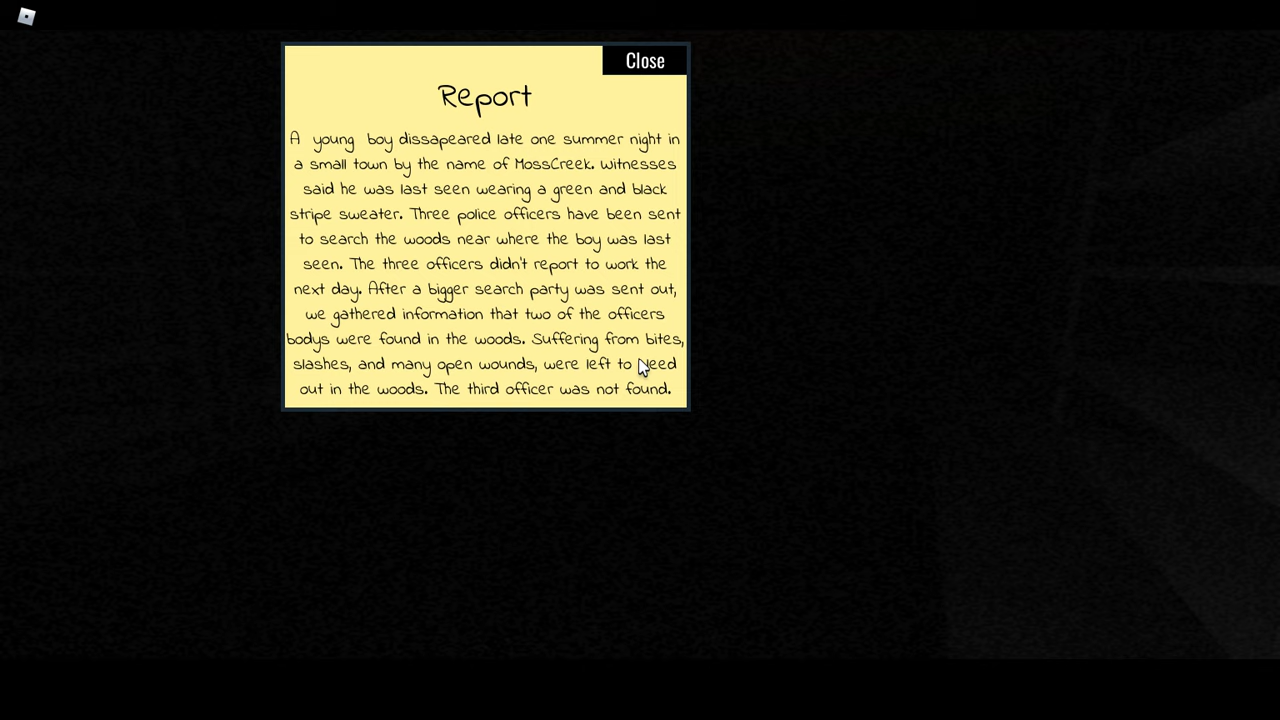 Close
Report
A young boy dissapeared late one summer night in
a small town by the name of MossCreek. Witnesses
said he was last seen wearing a green and black
stripe sweater. Three police officers have been sent
to search the woods near where the boy was last
seen. The three officers didn't report to work the
next day. After a bigger search party was sent out,
we gathered information that two of the officers
bodys were found in the woods. Suffering from bites,
slashes, and many open wounds, were left to bleed
out in the woods. The third officer was not found.